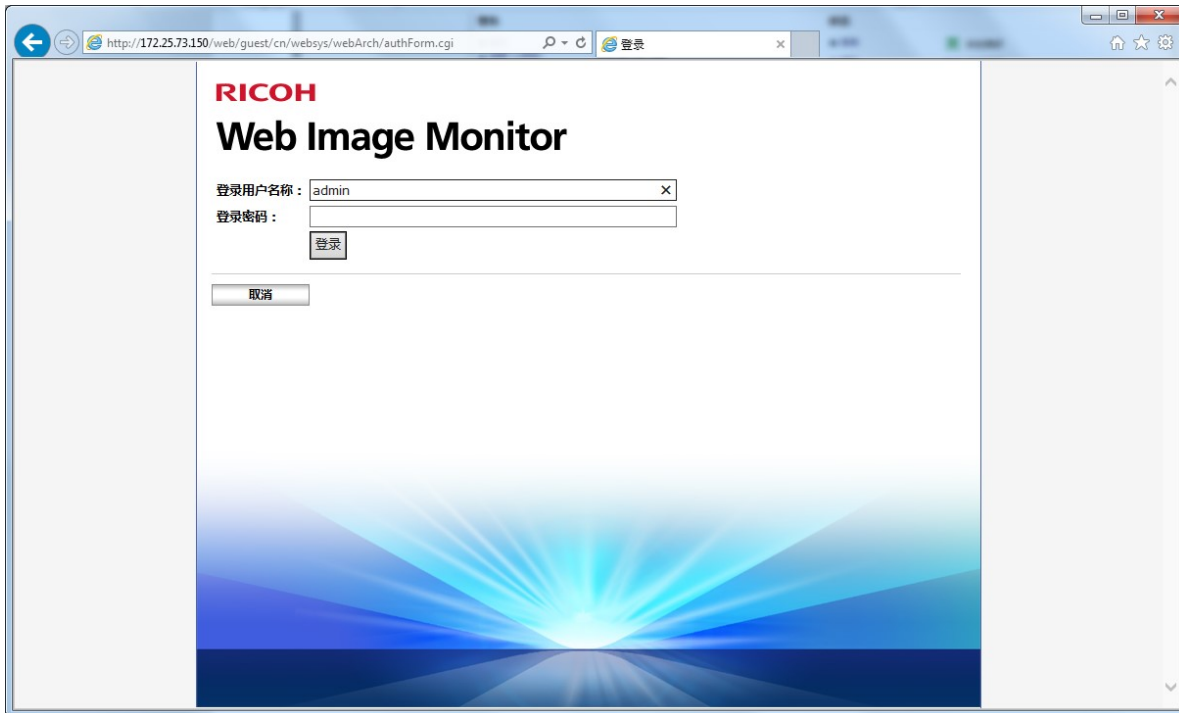 http://172.25.73.150/web/guest/cn/websys/webArch/authForm.cgi
登录
RICOH
Web Image Monitor
登录用户名称： admin
登录密码：
登录
取消